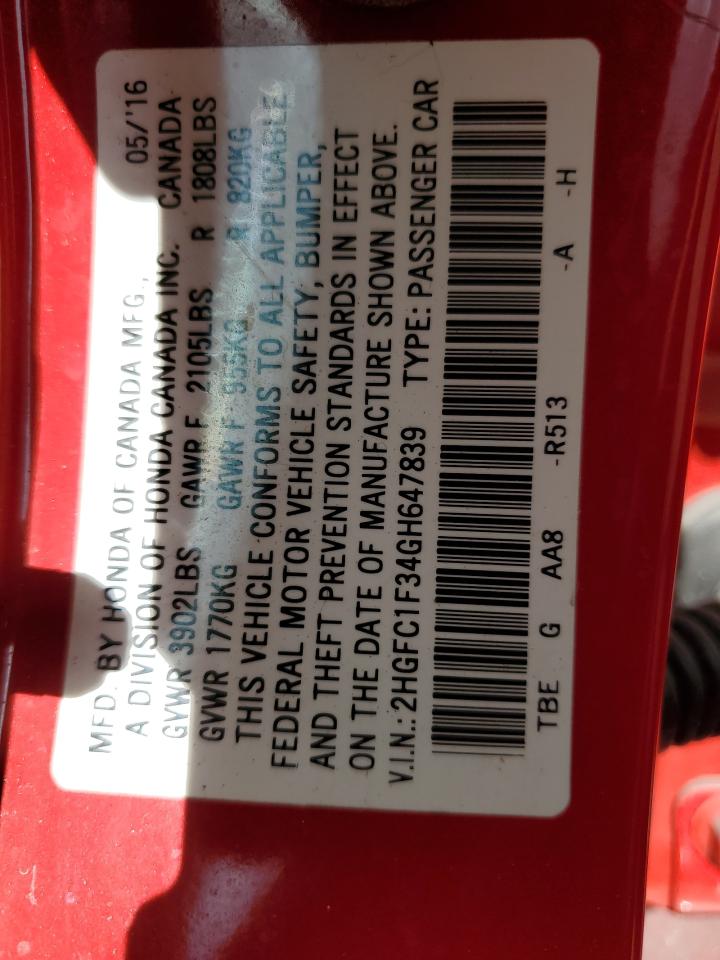 MFD. BY HONDA OF CANADA MFG., 05/'16
A DIVISION OF HONDA CANADA INC. CANADA
GVWR 3902LBS GAWR F 2105LBS R 1808LBS
GVWR 1770KG GAWR F 955KG R 820KG
THIS VEHICLE CONFORMS TO ALL APPLICABLE
FEDERAL MOTOR VEHICLE SAFETY, BUMPER,
AND THEFT PREVENTION STANDARDS IN EFFECT
ON THE DATE OF MANUFACTURE SHOWN ABOVE.
V.I.N.:2HGFC1F34GH647839 TYPE: PASSENGER CAR
TBE G AA8 -R513 -A -H